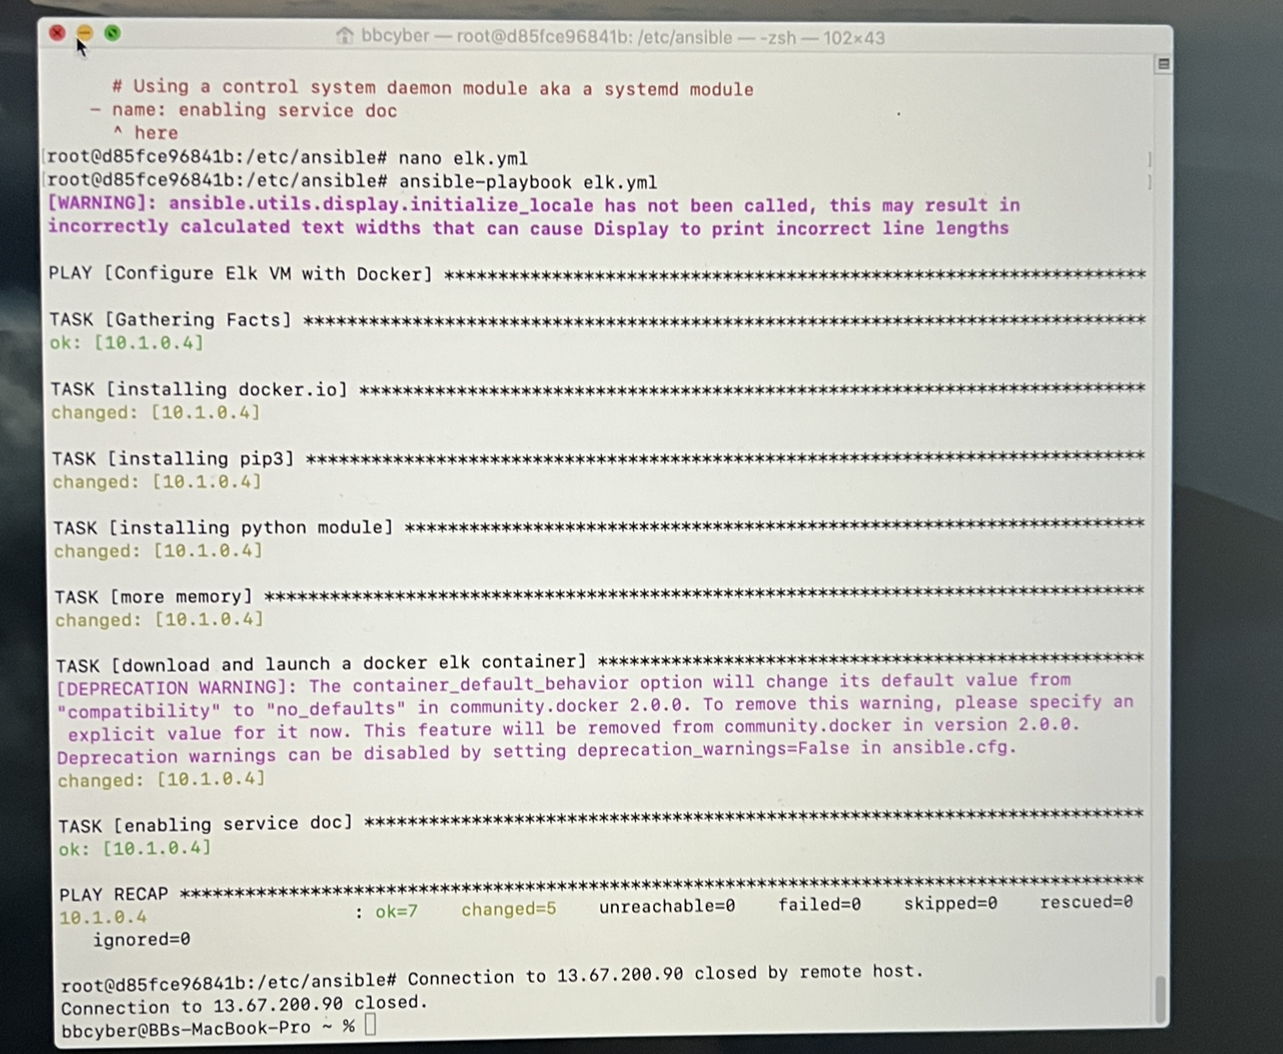 bbcyber — root@d85fce96841b: /etc/ansible — -zsh — 102×43
# Using a control system daemon module aka a systemd module
- name: enabling service doc
^ here
[root@d85fce96841b:/etc/ansible# nano elk.yml ]
[root@d85fce96841b:/etc/ansible# ansible-playbook elk.yml ]
[WARNING]: ansible.utils.display.initialize_locale has not been called, this may result in
incorrectly calculated text widths that can cause Display to print incorrect line lengths
PLAY [Configure Elk VM with Docker] *****************************************************************
TASK [Gathering Facts] ******************************************************************************
ok: [10.1.0.4]
TASK [installing docker.io] *************************************************************************
changed: [10.1.0.4]
TASK [installing pip3] ******************************************************************************
changed: [10.1.0.4]
TASK [installing python module] *********************************************************************
changed: [10.1.0.4]
TASK [more memory] **********************************************************************************
changed: [10.1.0.4]
TASK [download and launch a docker elk container] ***************************************************
[DEPRECATION WARNING]: The container_default_behavior option will change its default value from
"compatibility" to "no_defaults" in community.docker 2.0.0. To remove this warning, please specify an
explicit value for it now. This feature will be removed from community.docker in version 2.0.0.
Deprecation warnings can be disabled by setting deprecation_warnings=False in ansible.cfg.
changed: [10.1.0.4]
TASK [enabling service doc] *************************************************************************
ok: [10.1.0.4]
PLAY RECAP ******************************************************************************************
10.1.0.4 : ok=7 changed=5 unreachable=0 failed=0 skipped=0 rescued=0
ignored=0
root@d85fce96841b:/etc/ansible# Connection to 13.67.200.90 closed by remote host.
Connection to 13.67.200.90 closed.
bbcyber@BBs-MacBook-Pro ~ %